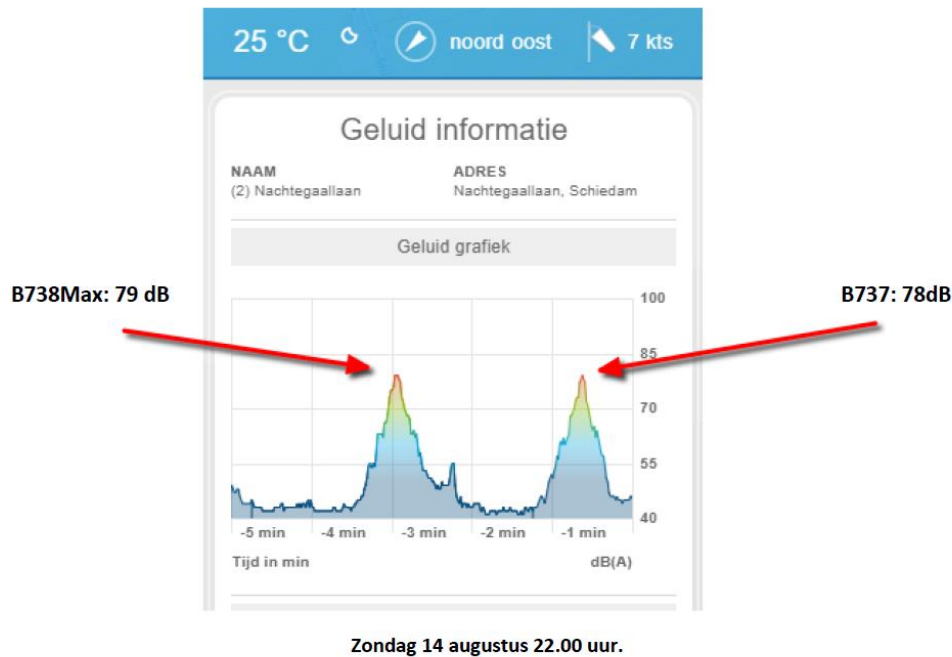 25 °C noord oost 7 kts
Geluid informatie
NAAM ADRES
(2) Nachtegaallaan Nachtegaallaan, Schiedam
Geluid grafiek
B738Max: 79 dB B737: 78dB
100
85
70
55
40
-5 min -4 min -3 min -2 min -1 min
Tijd in min dB(A)
Zondag 14 augustus 22.00 uur.